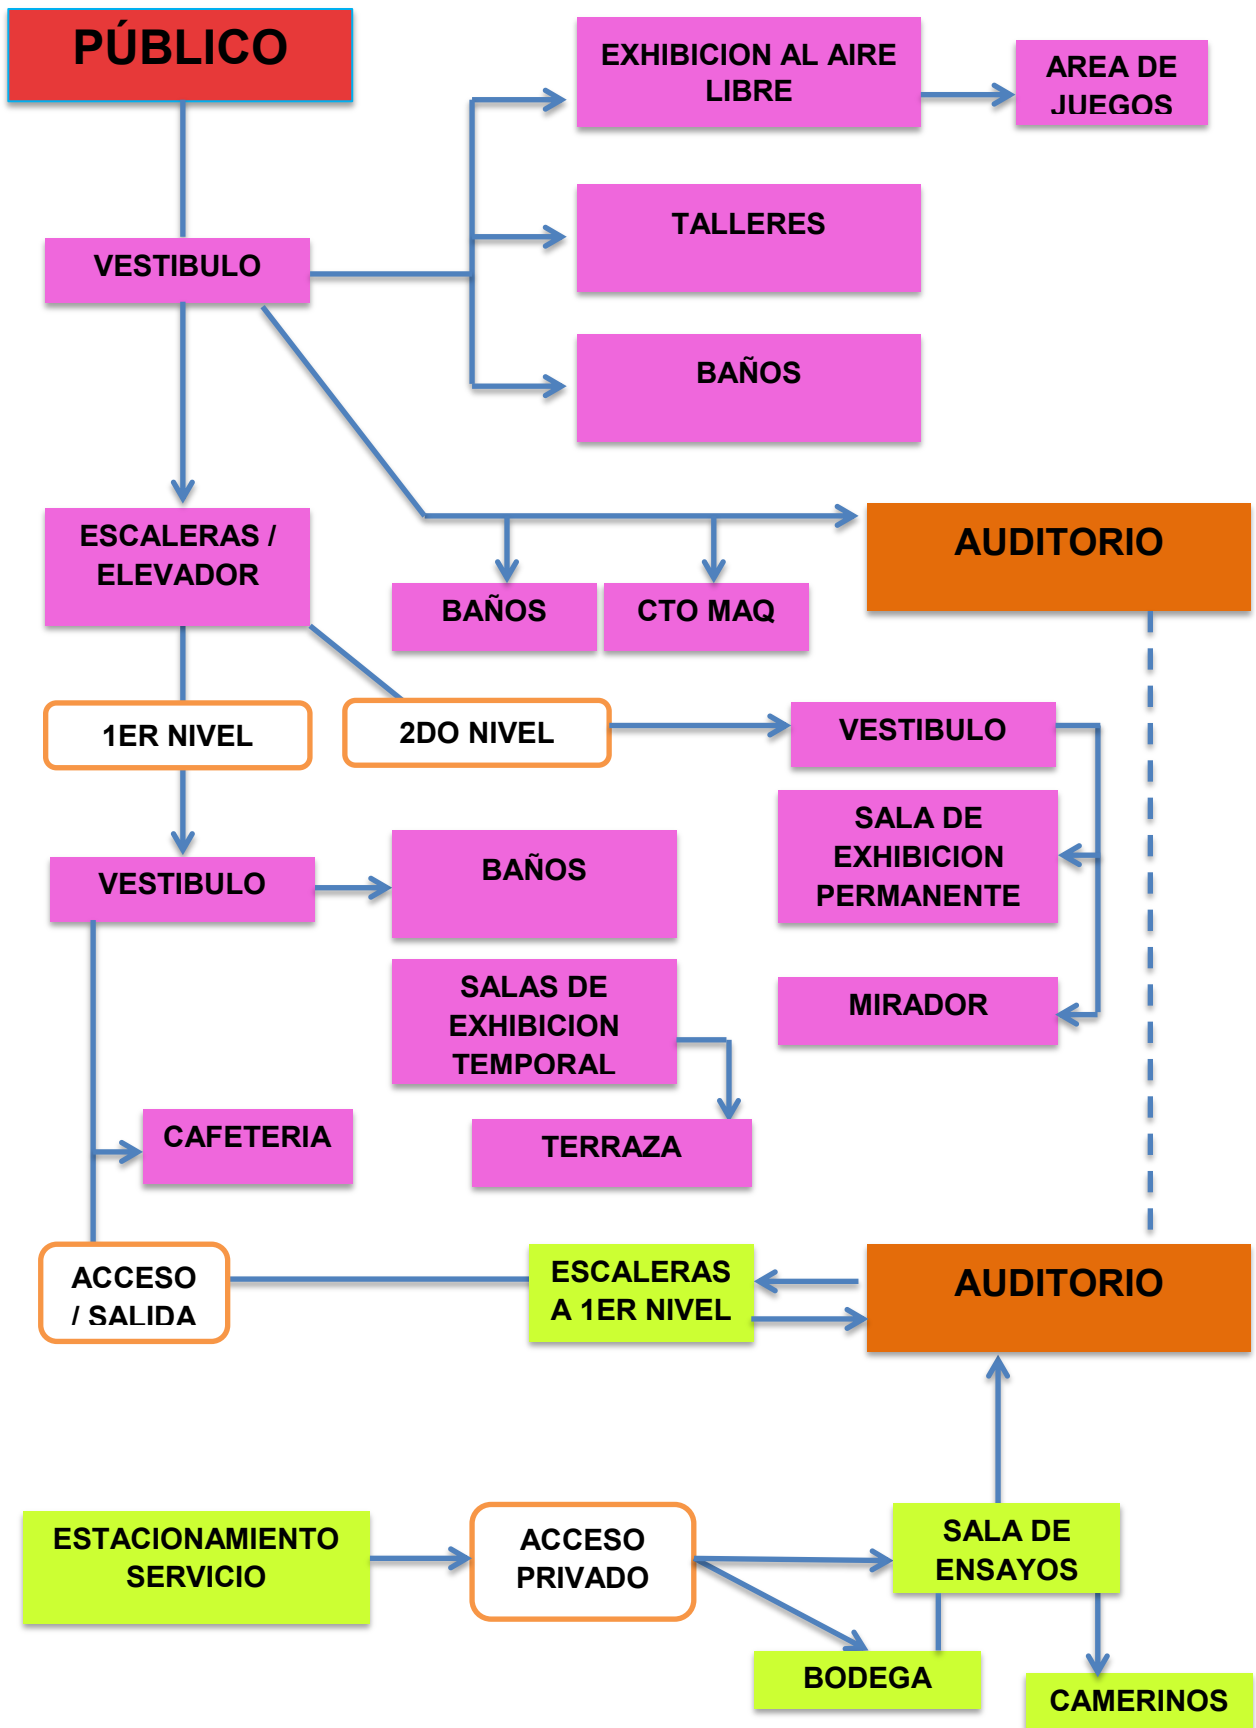 PÚBLICO
EXHIBICION AL AIRE
LIBRE
AREA DE
JUEGOS
TALLERES
VESTIBULO
BAÑOS
ESCALERAS /
ELEVADOR
AUDITORIO
BAÑOS
CTO MAQ
1ER NIVEL
2DO NIVEL
VESTIBULO
SALA DE
EXHIBICION
PERMANENTE
VESTIBULO
BAÑOS
SALAS DE
EXHIBICION
TEMPORAL
MIRADOR
CAFETERIA
TERRAZA
ACCESO
/ SALIDA
ESCALERAS
A 1ER NIVEL
AUDITORIO
ESTACIONAMIENTO
SERVICIO
ACCESO
PRIVADO
SALA DE
ENSAYOS
BODEGA
CAMERINOS